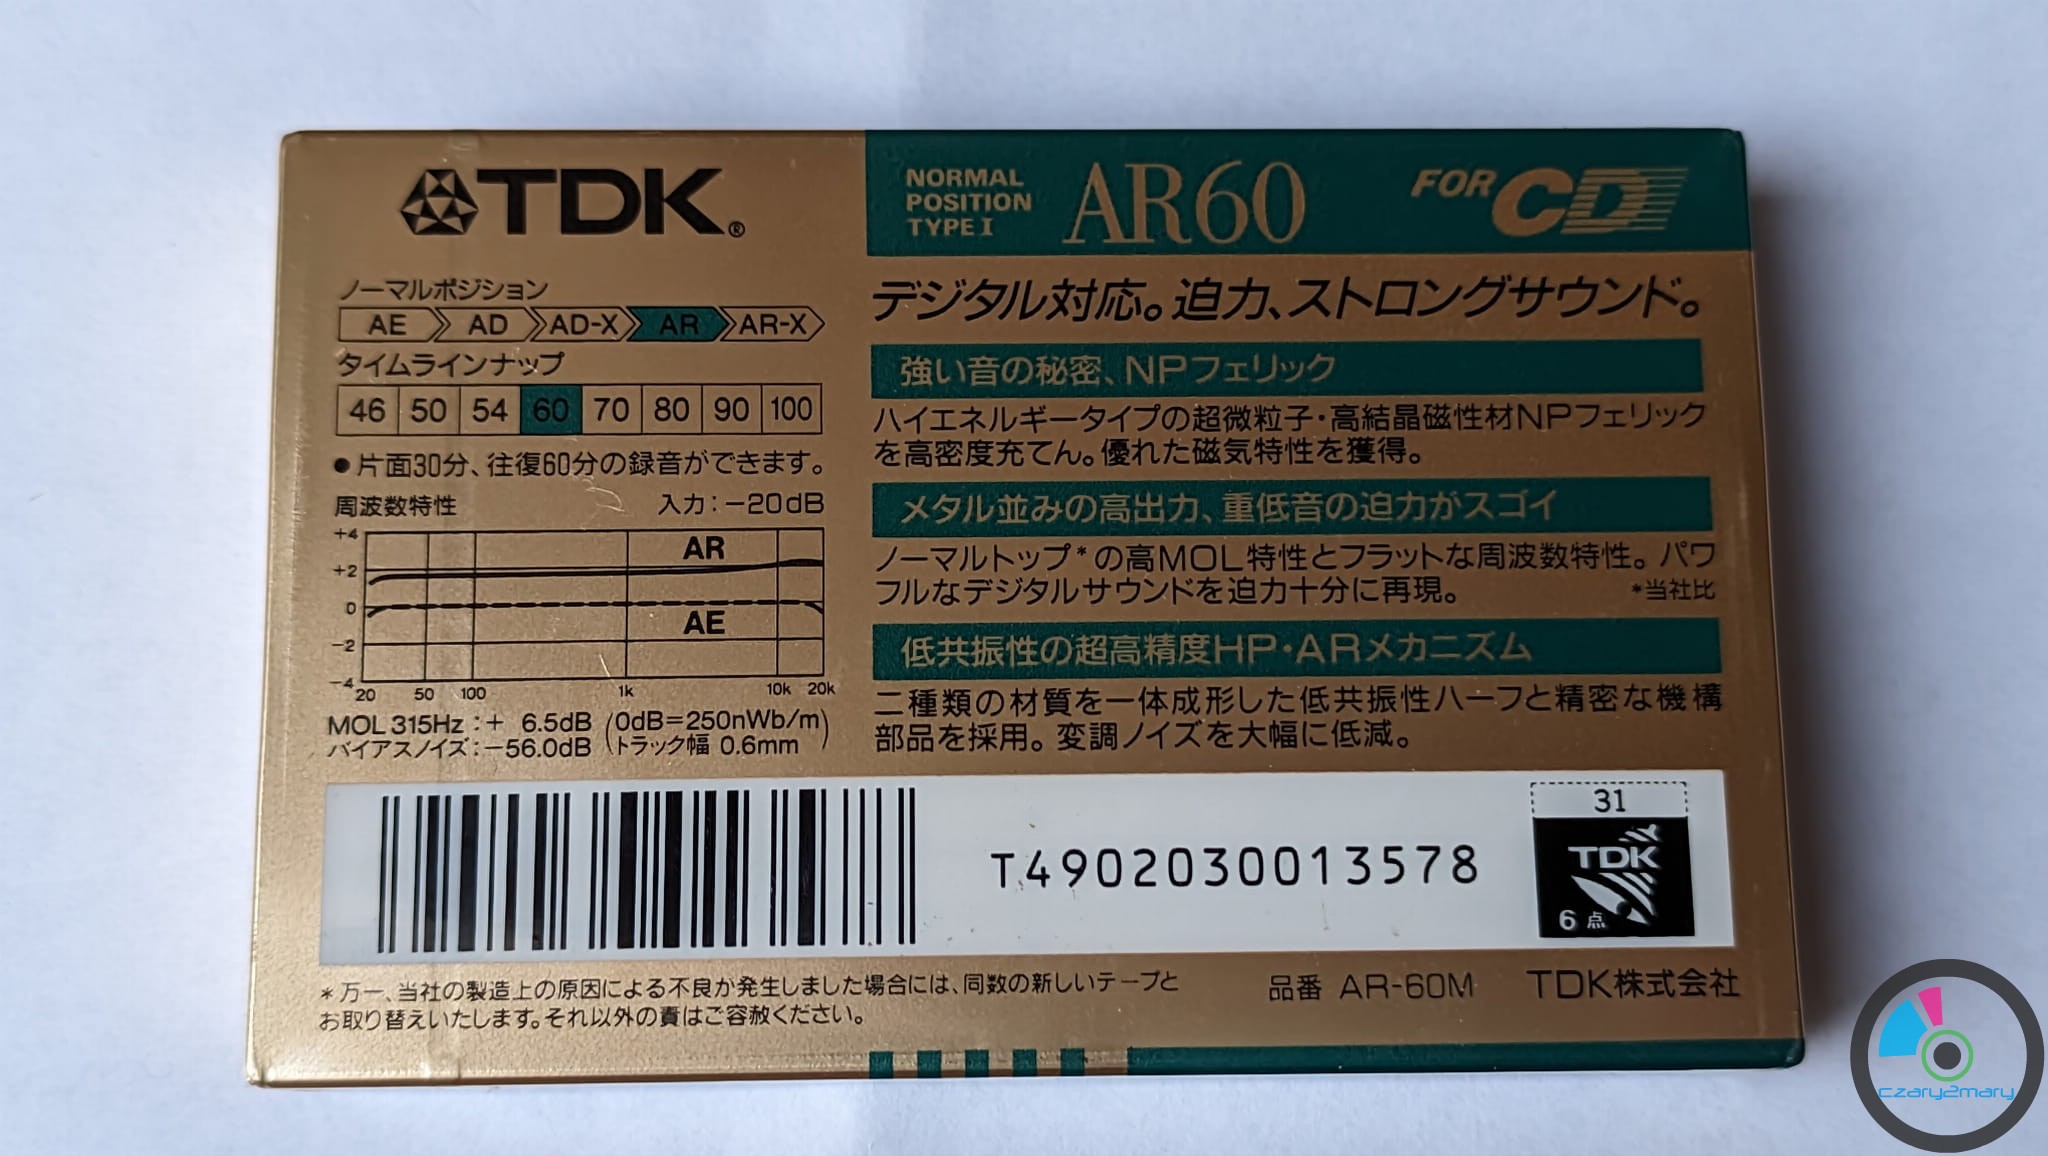 TDK®
NORMAL
POSITION
TYPE I
AR60
FOR CD
ノーマルポジション
AE AD AD-X AR AR-X
タイムラインナップ
46 50 54 60 70 80 90 100
●片面30分、往復60分の録音ができます。
周波数特性 入力:−20dB
+4
+2
0
−2
−4
AR
AE
20 50 100 1k 10k 20k
MOL 315Hz:+ 6.5dB (0dB=250nWb/m)
バイアスノイズ:−56.0dB (トラック幅 0.6mm)
デジタル対応。迫力、ストロングサウンド。
強い音の秘密、NPフェリック
ハイエネルギータイプの超微粒子・高結晶磁性材NPフェリック
を高密度充てん。優れた磁気特性を獲得。
メタル並みの高出力、重低音の迫力がスゴイ
ノーマルトップ*の高MOL特性とフラットな周波数特性。パワ
フルなデジタルサウンドを迫力十分に再現。 *当社比
低共振性の超高精度HP・ARメカニズム
二種類の材質を一体成形した低共振性ハーフと精密な機構
部品を採用。変調ノイズを大幅に低減。
T4902030013578
31
TDK
6点
*万一、当社の製造上の原因による不良が発生しました場合には、同数の新しいテープと
お取り替えいたします。それ以外の責はご容赦ください。
品番 AR-60M TDK株式会社
czary2mary